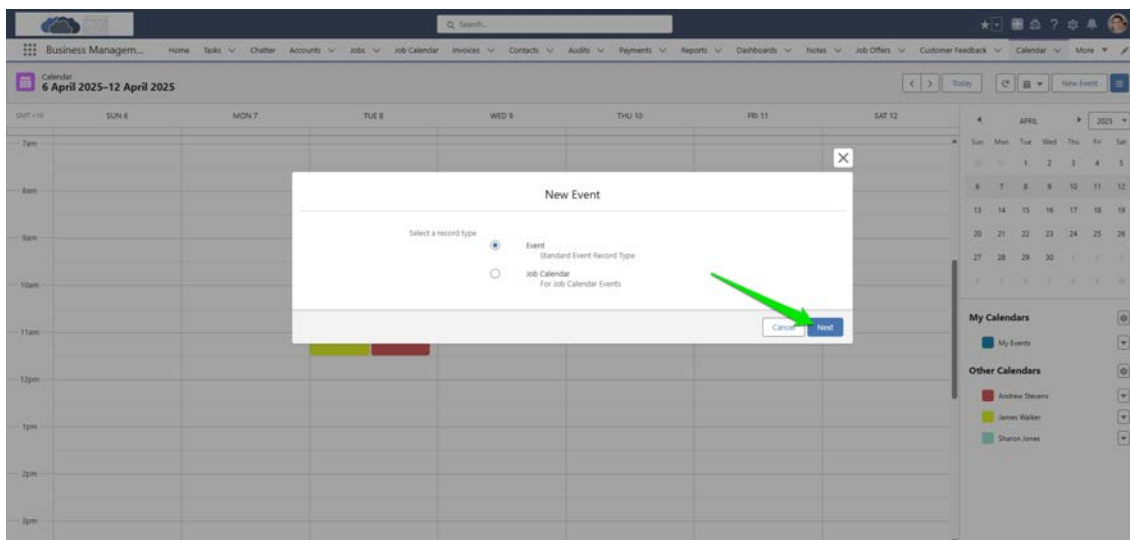 Search...
Business Managem... Home Tasks Chatter Accounts Jobs Job Calendar Invoices Contacts Audits Payments Reports Dashboards Notes Job Offers Customer Feedback Calendar More
Calendar
6 April 2025–12 April 2025
Today New Event
GMT +10 SUN 6 MON 7 TUE 8 WED 9 THU 10 FRI 11 SAT 12
APRIL 2025
Sun Mon Tue Wed Thu Fri Sat
1 2 3 4 5
6 7 8 9 10 11 12
13 14 15 16 17 18 19
20 21 22 23 24 25 26
27 28 29 30
7am
8am
9am
10am
11am
12pm
1pm
2pm
3pm
New Event
Select a record type
Event
Standard Event Record Type
Job Calendar
For Job Calendar Events
Cancel Next
My Calendars
My Events
Other Calendars
Andrew Stevens
James Walker
Sharon Jones